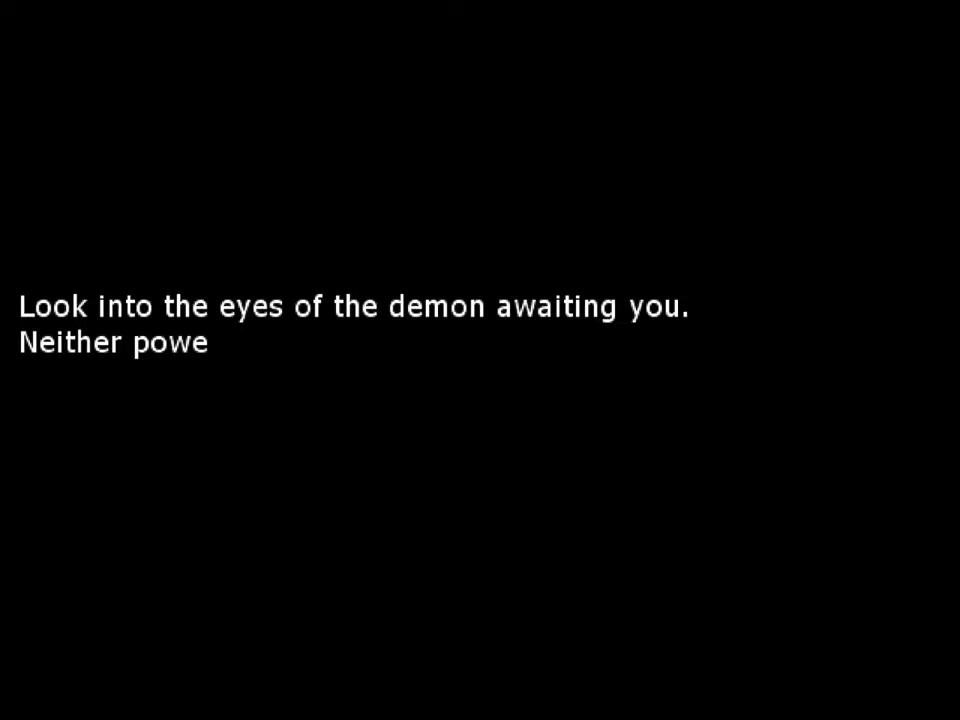 Look into the eyes of the demon awaiting you.
Neither powe